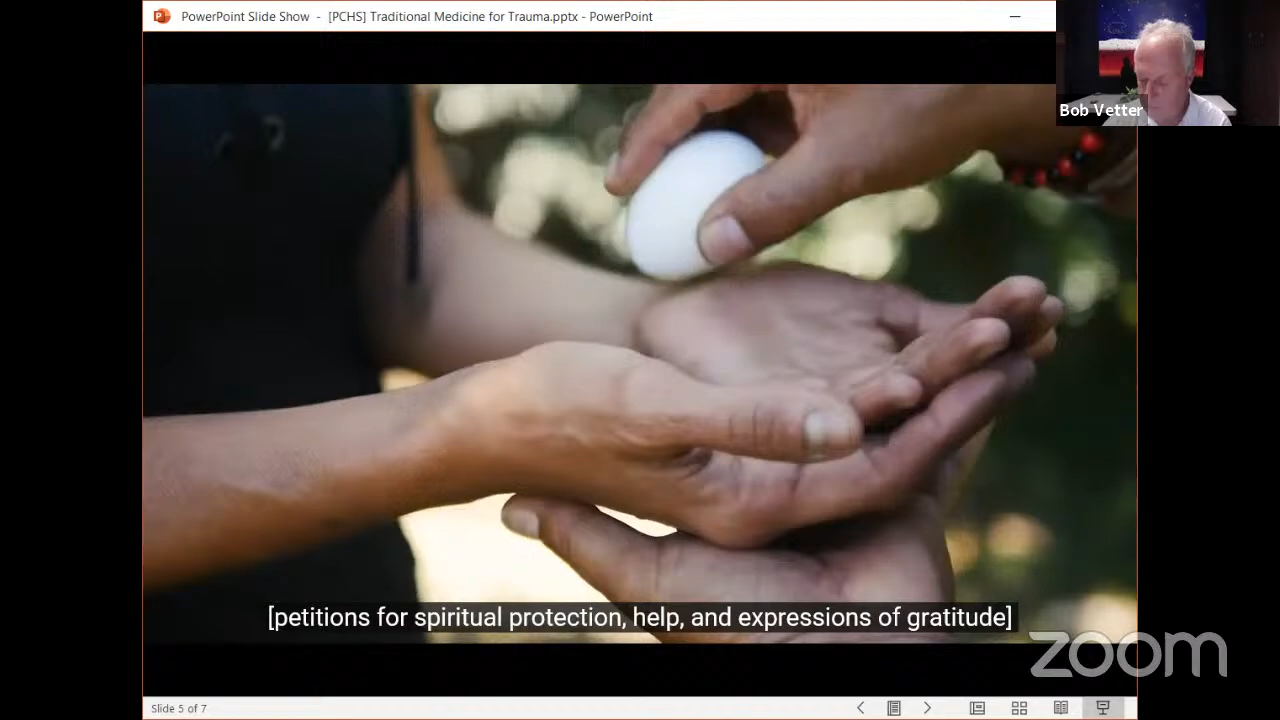 PowerPoint Slide Show - [PCHS] Traditional Medicine for Trauma.pptx - PowerPoint
Bob Vetter
[petitions for spiritual protection, help, and expressions of gratitude]
zoom
Slide 5 of 7